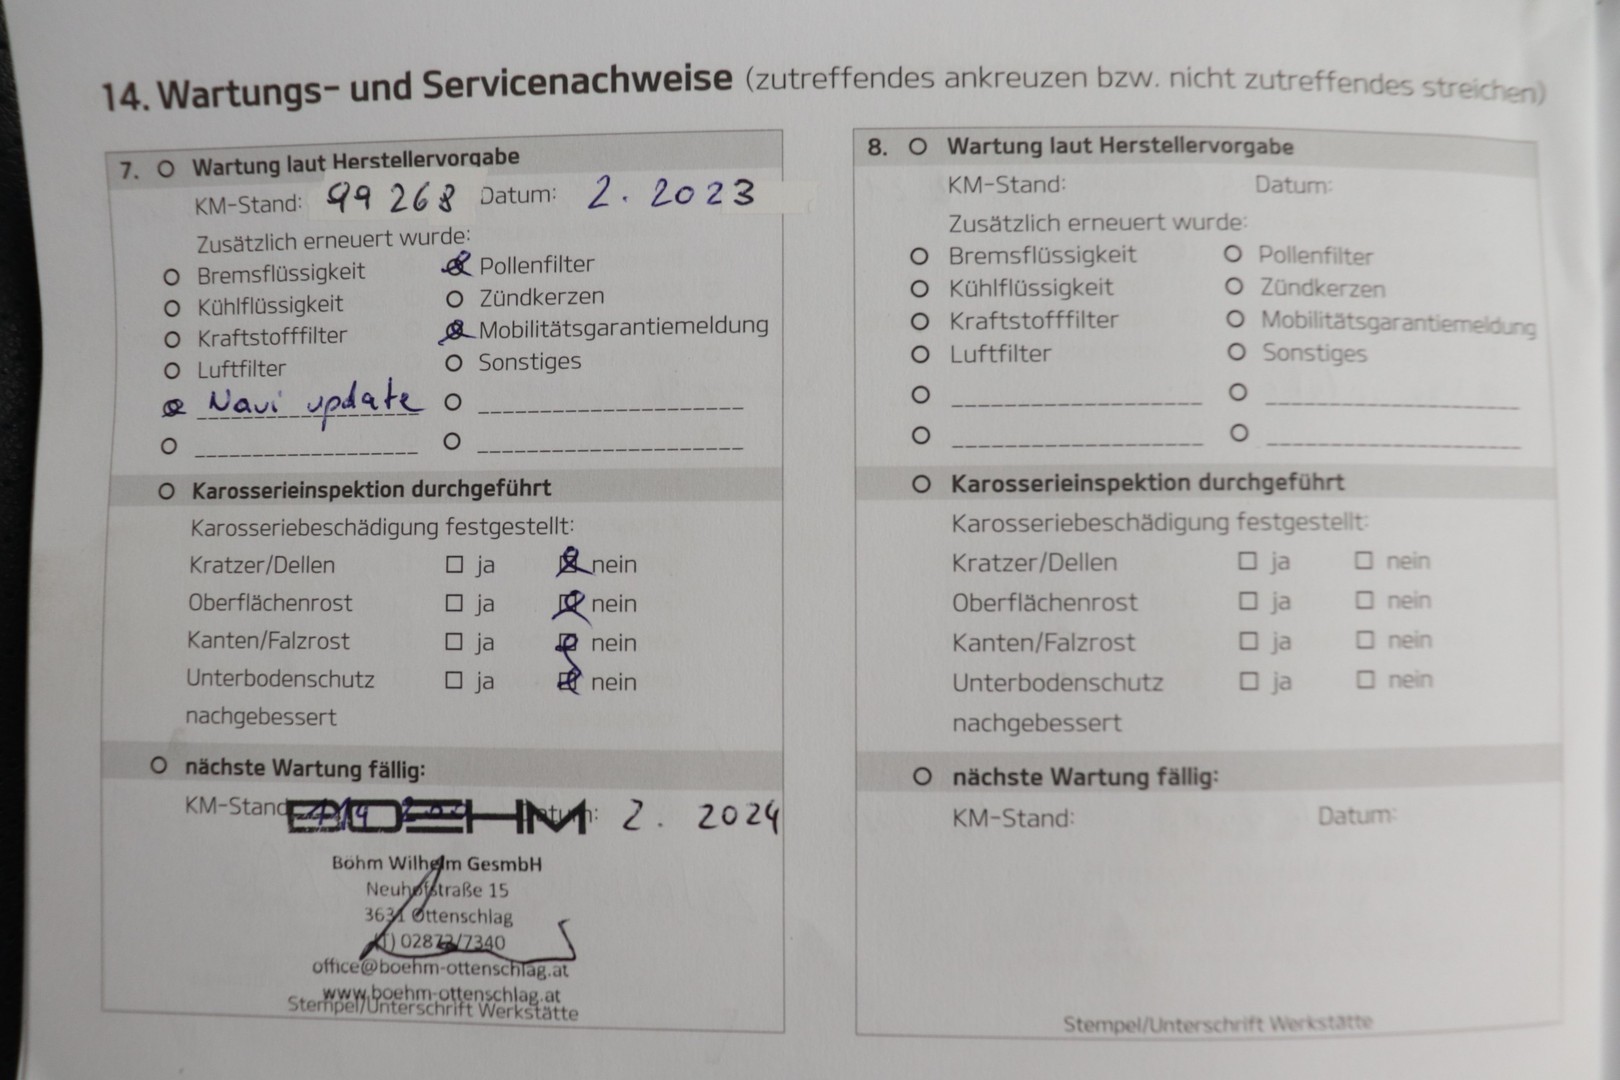 14. Wartungs- und Servicenachweise (zutreffendes ankreuzen bzw. nicht zutreffendes streichen)
7. Wartung laut Herstellervorgabe
KM-Stand: 99 268 Datum: 2. 2023
Zusätzlich erneuert wurde:
Bremsflüssigkeit Pollenfilter
Kühlflüssigkeit Zündkerzen
Kraftstofffilter Mobilitätsgarantiemeldung
Luftfilter Sonstiges
Navi update
Karosserieinspektion durchgeführt
Karosseriebeschädigung festgestellt:
Kratzer/Dellen ja nein
Oberflächenrost ja nein
Kanten/Falzrost ja nein
Unterbodenschutz ja nein
nachgebessert
nächste Wartung fällig:
KM-Stand Datum: 2. 2024
BOEHM
Böhm Wilhelm GesmbH
Neuhofstraße 15
3631 Ottenschlag
(T) 02872/7340
office@boehm-ottenschlag.at
www.boehm-ottenschlag.at
Stempel/Unterschrift Werkstätte
8. Wartung laut Herstellervorgabe
KM-Stand: Datum:
Zusätzlich erneuert wurde:
Bremsflüssigkeit Pollenfilter
Kühlflüssigkeit Zündkerzen
Kraftstofffilter Mobilitätsgarantiemeldung
Luftfilter Sonstiges
Karosserieinspektion durchgeführt
Karosseriebeschädigung festgestellt:
Kratzer/Dellen ja nein
Oberflächenrost ja nein
Kanten/Falzrost ja nein
Unterbodenschutz ja nein
nachgebessert
nächste Wartung fällig:
KM-Stand: Datum:
Stempel/Unterschrift Werkstätte